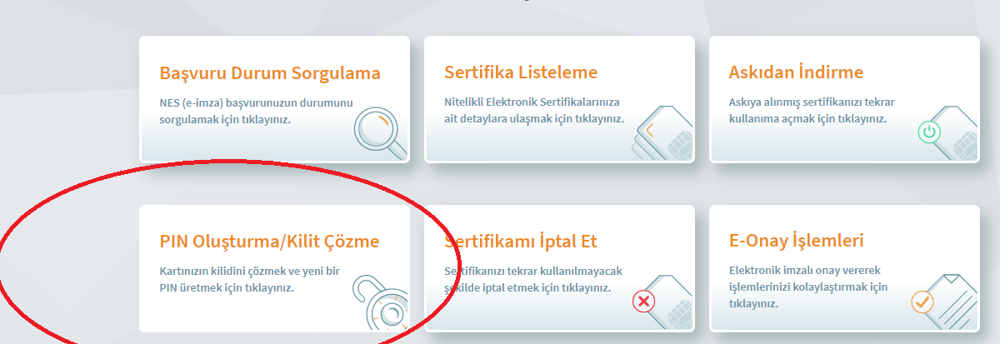 Başvuru Durum Sorgulama
NES (e-imza) başvurunuzun durumunu
sorgulamak için tıklayınız.
Sertifika Listeleme
Nitelikli Elektronik Sertifikalarınıza
ait detaylara ulaşmak için tıklayınız.
Askıdan İndirme
Askıya alınmış sertifikanızı tekrar
kullanıma açmak için tıklayınız.
PIN Oluşturma/Kilit Çözme
Kartınızın kilidini çözmek ve yeni bir
PIN üretmek için tıklayınız.
Sertifikamı İptal Et
Sertifikanızı tekrar kullanılmayacak
şekilde iptal etmek için tıklayınız.
E-Onay İşlemleri
Elektronik imzalı onay vererek
işlemlerinizi kolaylaştırmak için
tıklayınız.